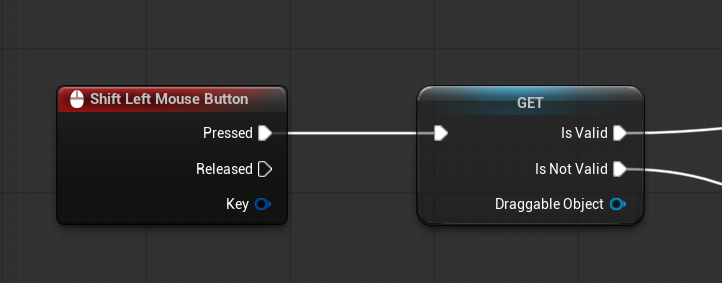 Shift Left Mouse Button
Pressed
Released
Key
GET
Is Valid
Is Not Valid
Draggable Object